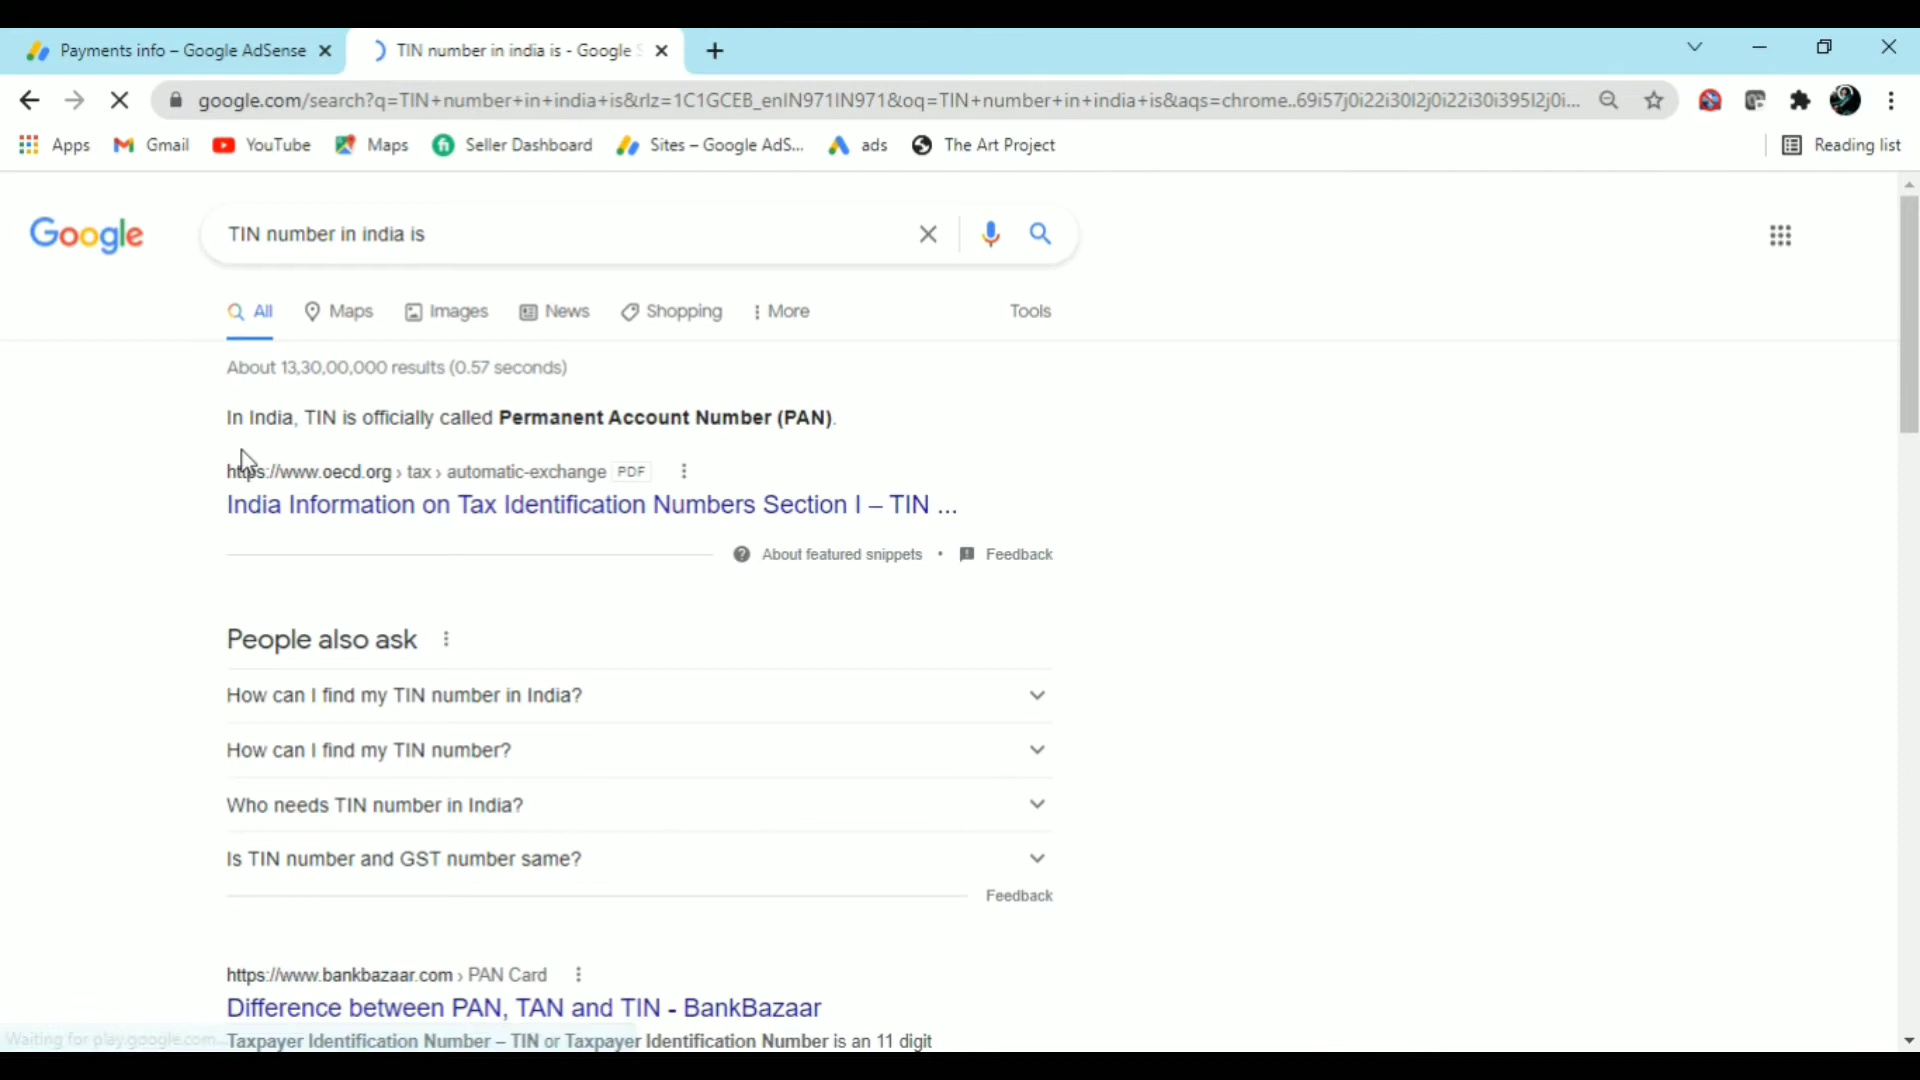 Payments info – Google AdSense
TIN number in india is - Google S
google.com/search?q=TIN+number+in+india+is&rlz=1C1GCEB_enIN971IN971&oq=TIN+number+in+india+is&aqs=chrome..69i57j0i22i30l2j0i22i30i395l2j0i...
Apps Gmail YouTube Maps Seller Dashboard Sites – Google AdS... ads The Art Project Reading list
Google TIN number in india is
All Maps Images News Shopping More Tools
About 13,30,00,000 results (0.57 seconds)
In India, TIN is officially called Permanent Account Number (PAN).
https://www.oecd.org › tax › automatic-exchange PDF
India Information on Tax Identification Numbers Section I – TIN ...
About featured snippets • Feedback
People also ask
How can I find my TIN number in India?
How can I find my TIN number?
Who needs TIN number in India?
Is TIN number and GST number same?
Feedback
https://www.bankbazaar.com › PAN Card
Difference between PAN, TAN and TIN - BankBazaar
Waiting for play.google.com...
Taxpayer Identification Number – TIN or Taxpayer Identification Number is an 11 digit